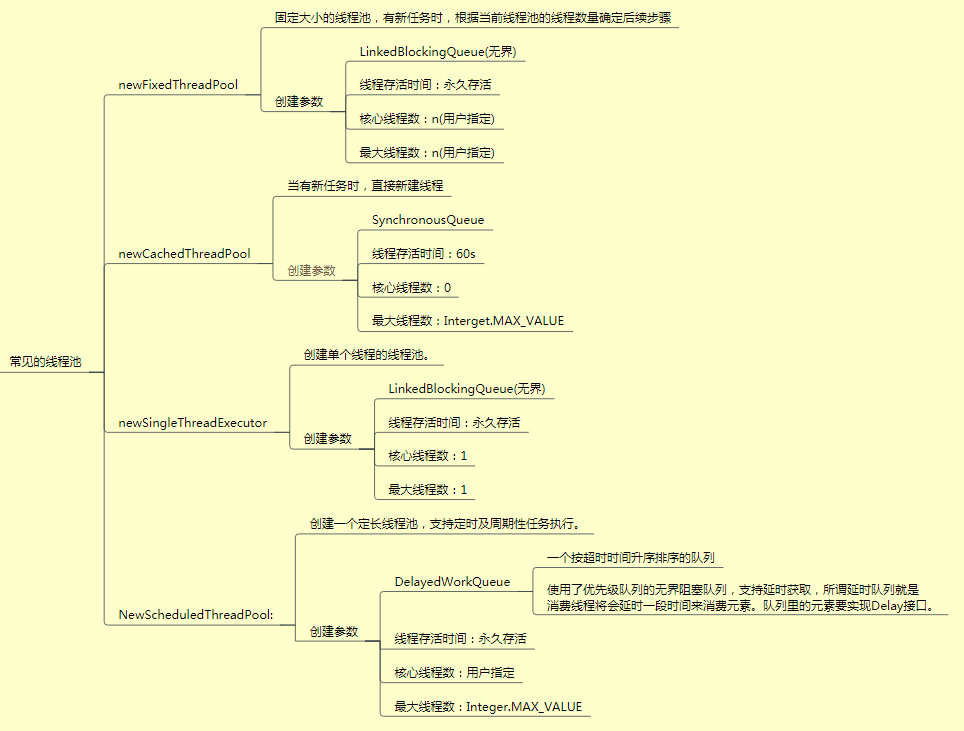 固定大小的线程池，有新任务时，根据当前线程池的线程数量确定后续步骤
LinkedBlockingQueue(无界)
newFixedThreadPool
线程存活时间：永久存活
创建参数
核心线程数：n(用户指定)
最大线程数：n(用户指定)
当有新任务时，直接新建线程
SynchronousQueue
newCachedThreadPool
线程存活时间：60s
创建参数
核心线程数：0
最大线程数：Interget.MAX_VALUE
常见的线程池
创建单个线程的线程池。
LinkedBlockingQueue(无界)
newSingleThreadExecutor
线程存活时间：永久存活
创建参数
核心线程数：1
最大线程数：1
创建一个定长线程池，支持定时及周期性任务执行。
一个按超时时间升序排序的队列
DelayedWorkQueue
使用了优先级队列的无界阻塞队列，支持延时获取，所谓延时队列就是
消费线程将会延时一段时间来消费元素。队列里的元素要实现Delay接口。
NewScheduledThreadPool:
创建参数
线程存活时间：永久存活
核心线程数：用户指定
最大线程数：Integer.MAX_VALUE